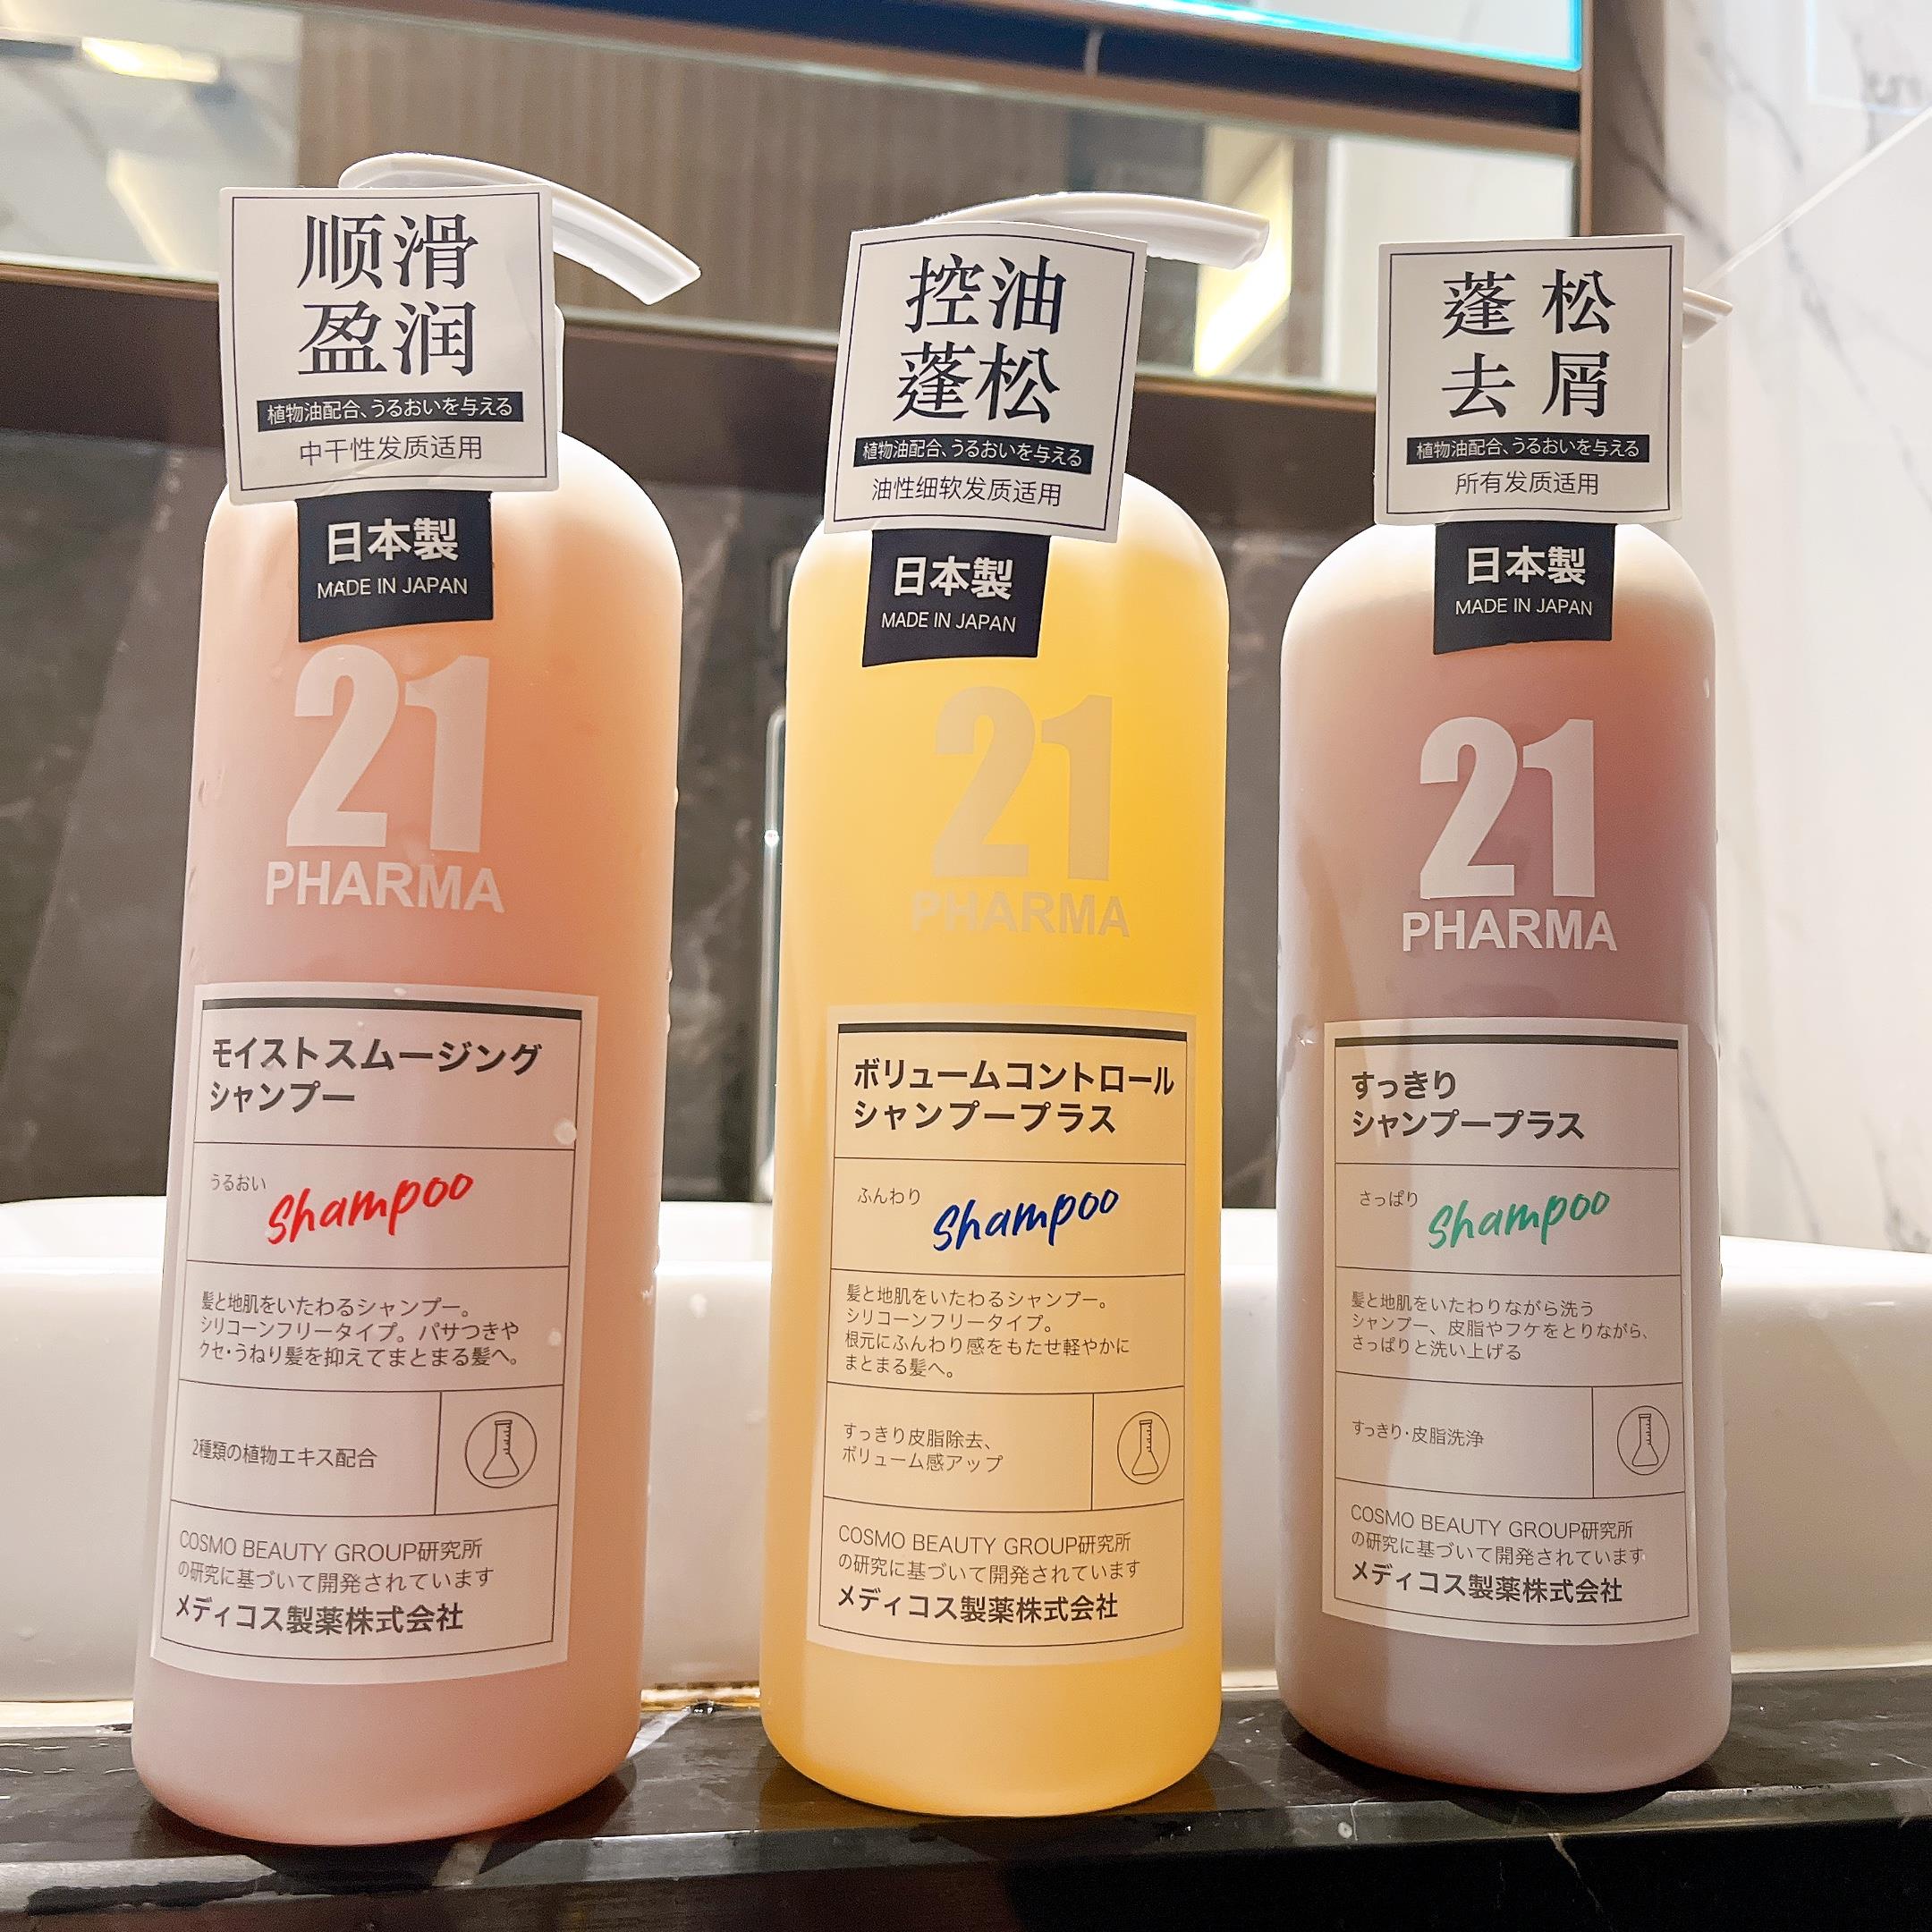 顺滑
盈润
植物油配合、うるおいを与える
中干性发质适用
日本製
MADE IN JAPAN
21
PHARMA
モイストスムージング
シャンプー
うるおい
Shampoo
髪と地肌をいたわるシャンプー。
シリコーンフリータイプ。パサつきや
クセ・うねり髪を抑えてまとまる髪へ。
2種類の植物エキス配合
COSMO BEAUTY GROUP研究所
の研究に基づいて開発されています
メディコス製薬株式会社
控油
蓬松
植物油配合、うるおいを与える
油性细软发质适用
日本製
MADE IN JAPAN
21
PHARMA
ボリュームコントロール
シャンプープラス
ふんわり
Shampoo
髪と地肌をいたわるシャンプー。
シリコーンフリータイプ。
根元にふんわり感をもたせ軽やかに
まとまる髪へ。
すっきり皮脂除去、
ボリューム感アップ
COSMO BEAUTY GROUP研究所
の研究に基づいて開発されています
メディコス製薬株式会社
蓬松
去屑
植物油配合、うるおいを与える
所有发质适用
日本製
MADE IN JAPAN
21
PHARMA
すっきり
シャンプープラス
さっぱり
Shampoo
髪と地肌をいたわりながら洗う
シャンプー、皮脂やフケをとりながら、
さっぱりと洗い上げる
すっきり・皮脂洗浄
COSMO BEAUTY GROUP研究所
の研究に基づいて開発されています
メディコス製薬株式会社